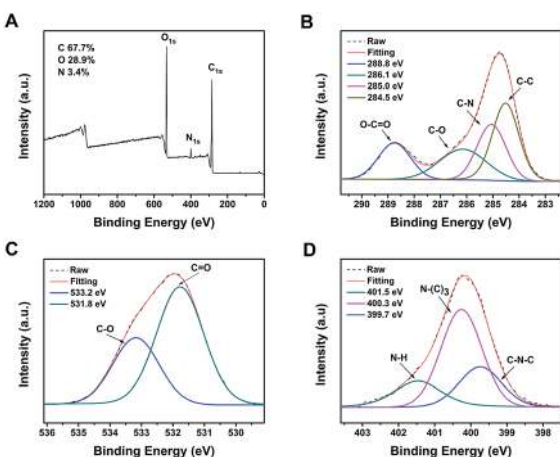 A
C 67.7%
O 28.9%
N 3.4%
O1s
C1s
N1s
Intensity (a.u.)
1200 1000 800 600 400 200 0
Binding Energy (eV)
B
Raw
Fitting
288.8 eV
286.1 eV
285.0 eV
284.5 eV
C-C
C-N
O-C=O
C-O
Intensity (a.u.)
290 289 288 287 286 285 284 283
Binding Energy (eV)
C
Raw
Fitting
533.2 eV
531.8 eV
C=O
C-O
Intensity (a.u.)
536 535 534 533 532 531 530
Binding Energy (eV)
D
Raw
Fitting
401.5 eV
400.3 eV
399.7 eV
N-(C)3
N-H
C-N-C
Intensity (a.u)
403 402 401 400 399 398
Binding Energy (eV)